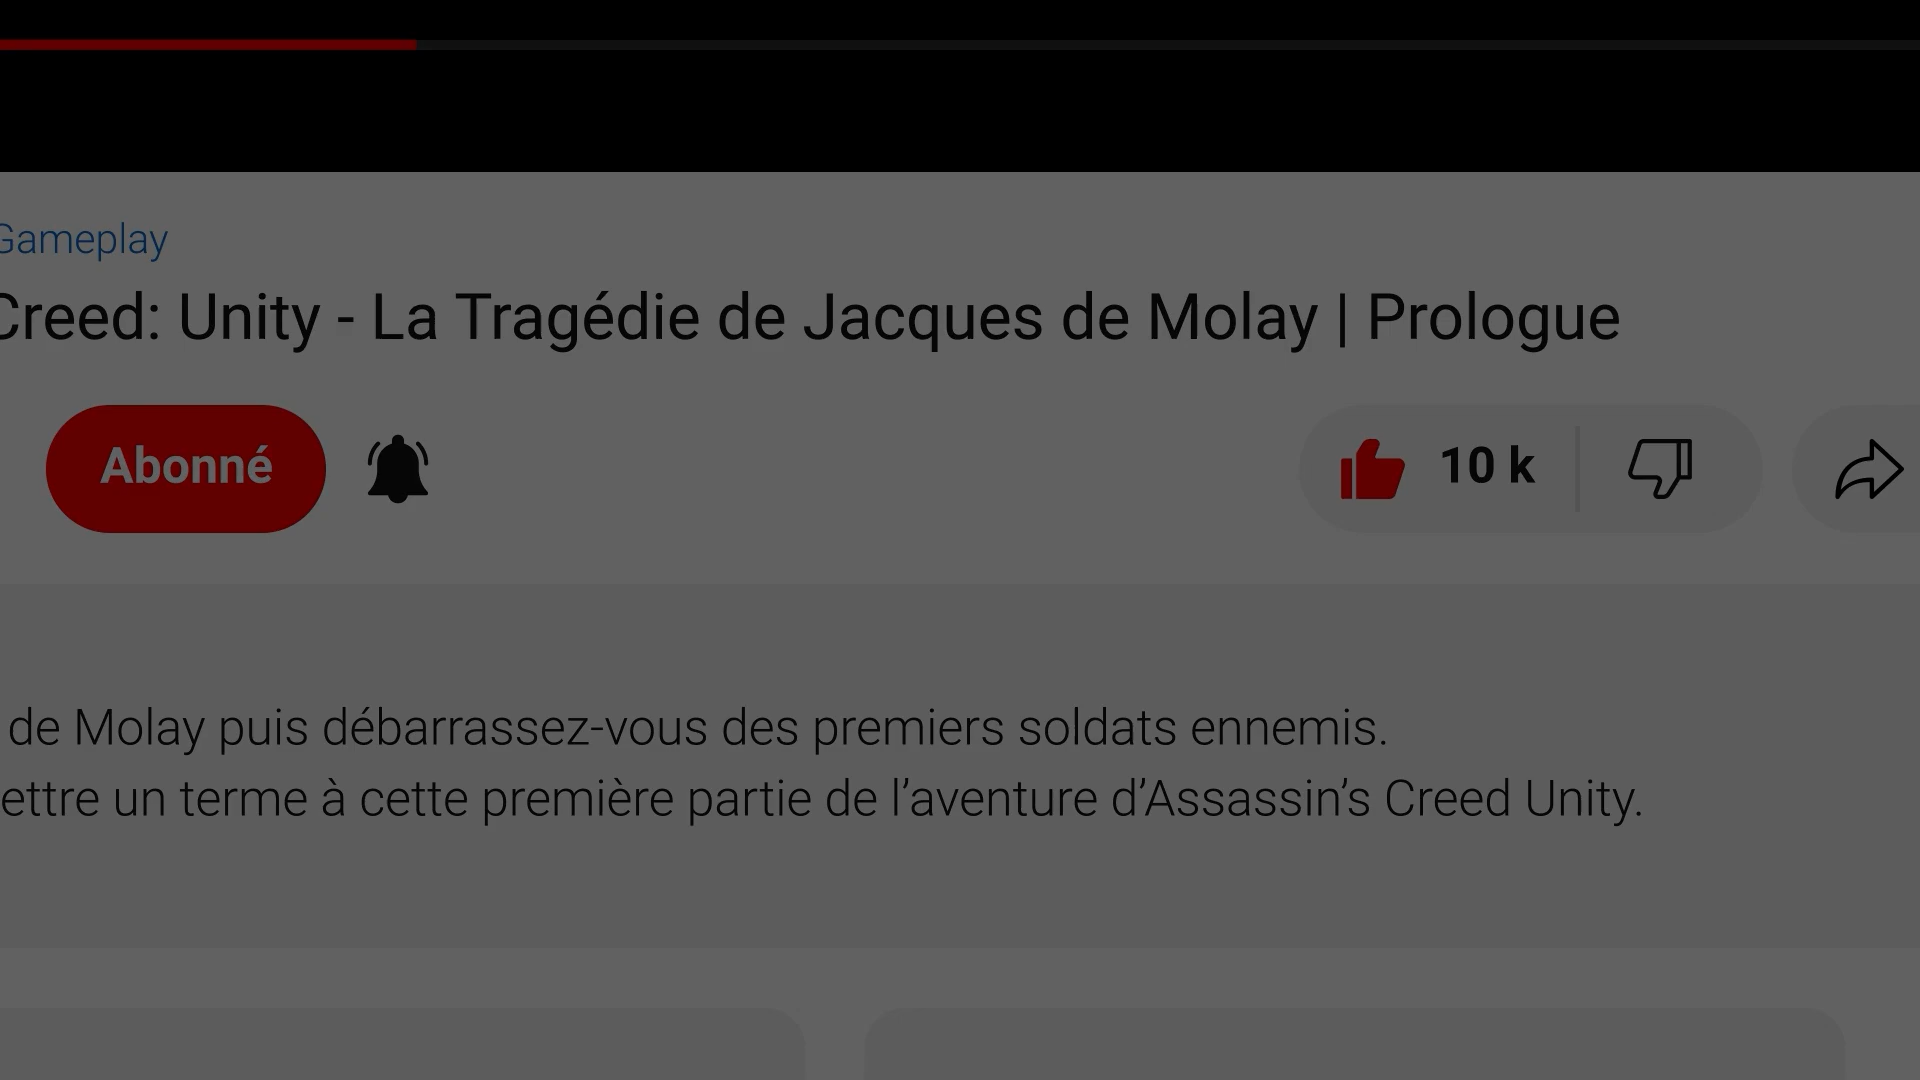 Gameplay
Creed: Unity - La Tragédie de Jacques de Molay | Prologue
Abonné
10 k
de Molay puis débarrassez-vous des premiers soldats ennemis.
ettre un terme à cette première partie de l’aventure d’Assassin’s Creed Unity.